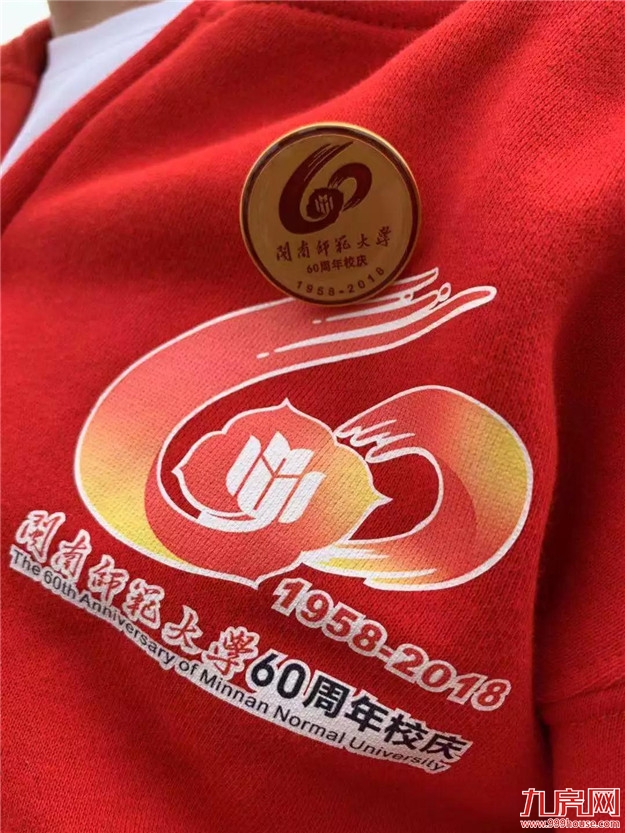 60
閩南師範大學
60周年校庆
1958-2018
60
1958-2018
閩南師範大學60周年校庆
The 60th Anniversary of Minnan Normal University
九房网
www.999house.com